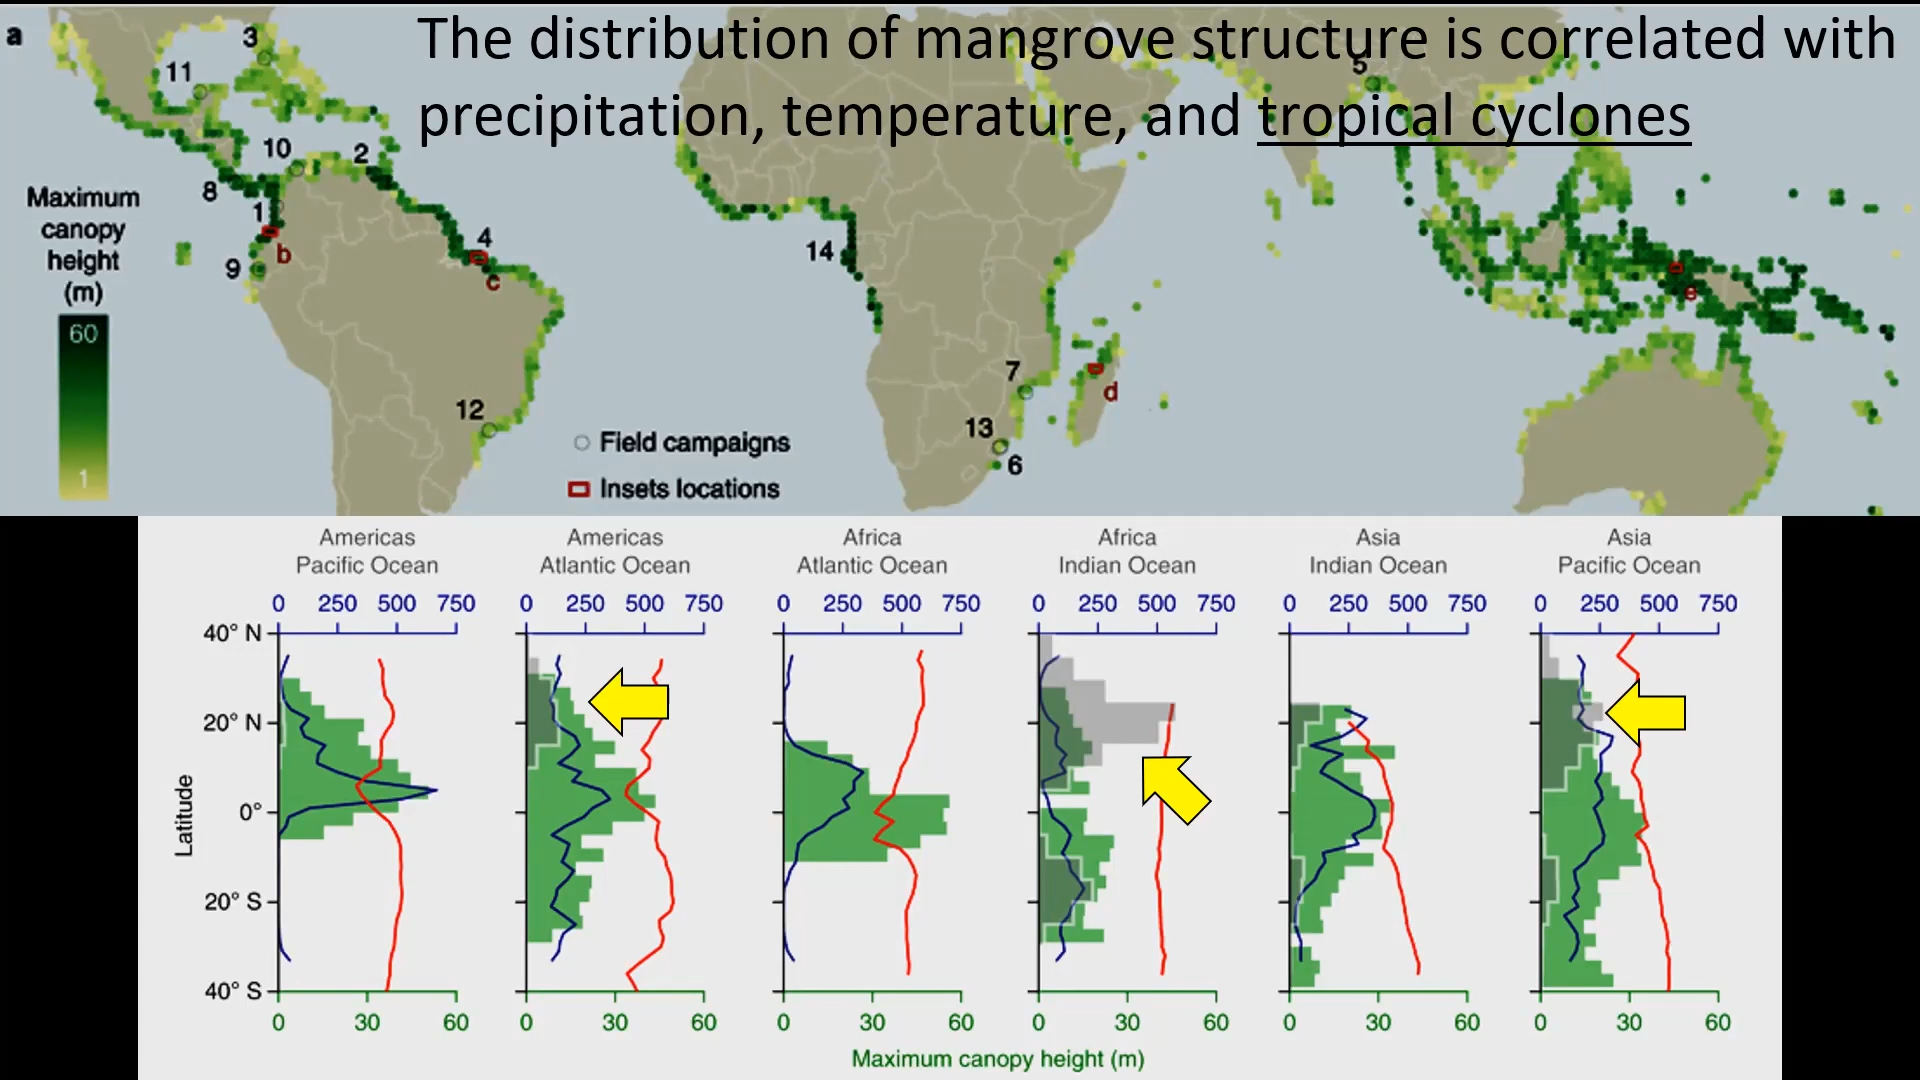 a
The distribution of mangrove structure is correlated with
precipitation, temperature, and tropical cyclones
3
11
5
10
2
8
1
b
4
9
c
14
e
7
d
12
13
6
Maximum
canopy
height
(m)
60
1
Field campaigns
Insets locations
Americas
Pacific Ocean
Americas
Atlantic Ocean
Africa
Atlantic Ocean
Africa
Indian Ocean
Asia
Indian Ocean
Asia
Pacific Ocean
0 250 500 750
0 250 500 750
0 250 500 750
0 250 500 750
0 250 500 750
0 250 500 750
40° N
20° N
0°
20° S
40° S
Latitude
0 30 60
0 30 60
0 30 60
0 30 60
0 30 60
0 30 60
Maximum canopy height (m)